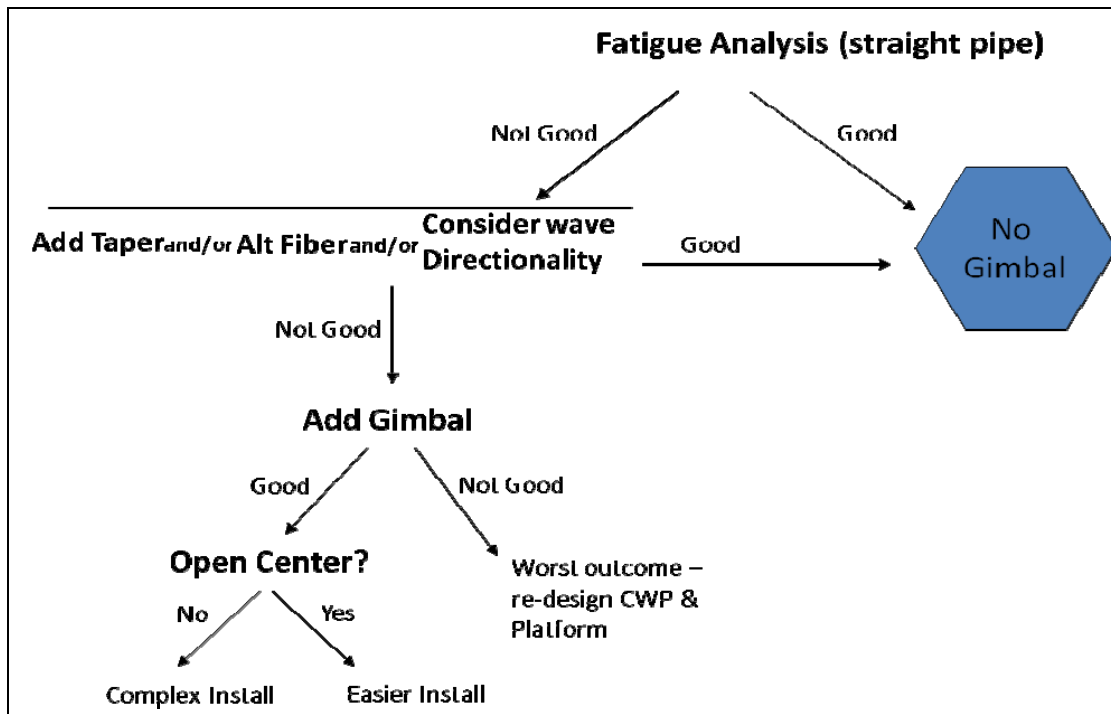 Fatigue Analysis (straight pipe)
Not Good
Good
Add Taper and/or Alt Fiber and/or Consider wave
Directionality
Good
No
Gimbal
Not Good
Add Gimbal
Good
Not Good
Open Center?
Worst outcome –
re-design CWP &
Platform
No
Yes
Complex Install
Easier Install